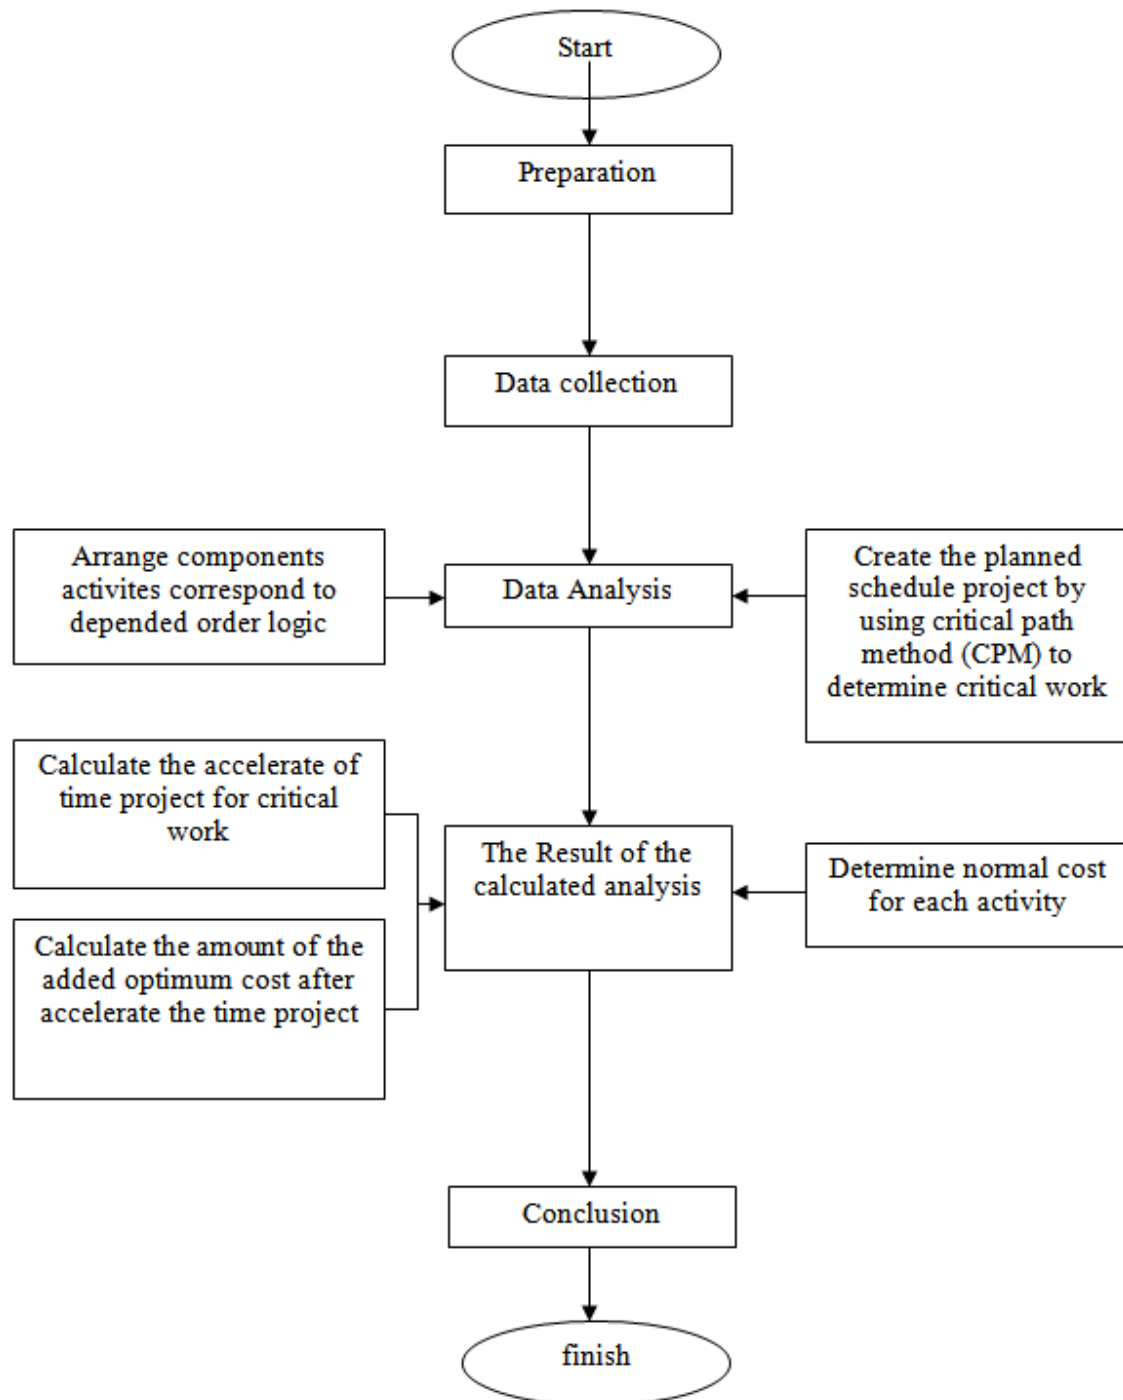 Start
Preparation
Data collection
Arrange components
activites correspond to
depended order logic
Data Analysis
Create the planned
schedule project by
using critical path
method (CPM) to
determine critical work
Calculate the accelerate of
time project for critical
work
The Result of the
calculated analysis
Determine normal cost
for each activity
Calculate the amount of the
added optimum cost after
accelerate the time project
Conclusion
finish